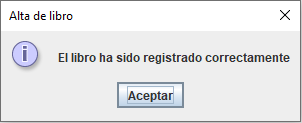 Alta de libro
El libro ha sido registrado correctamente
Aceptar